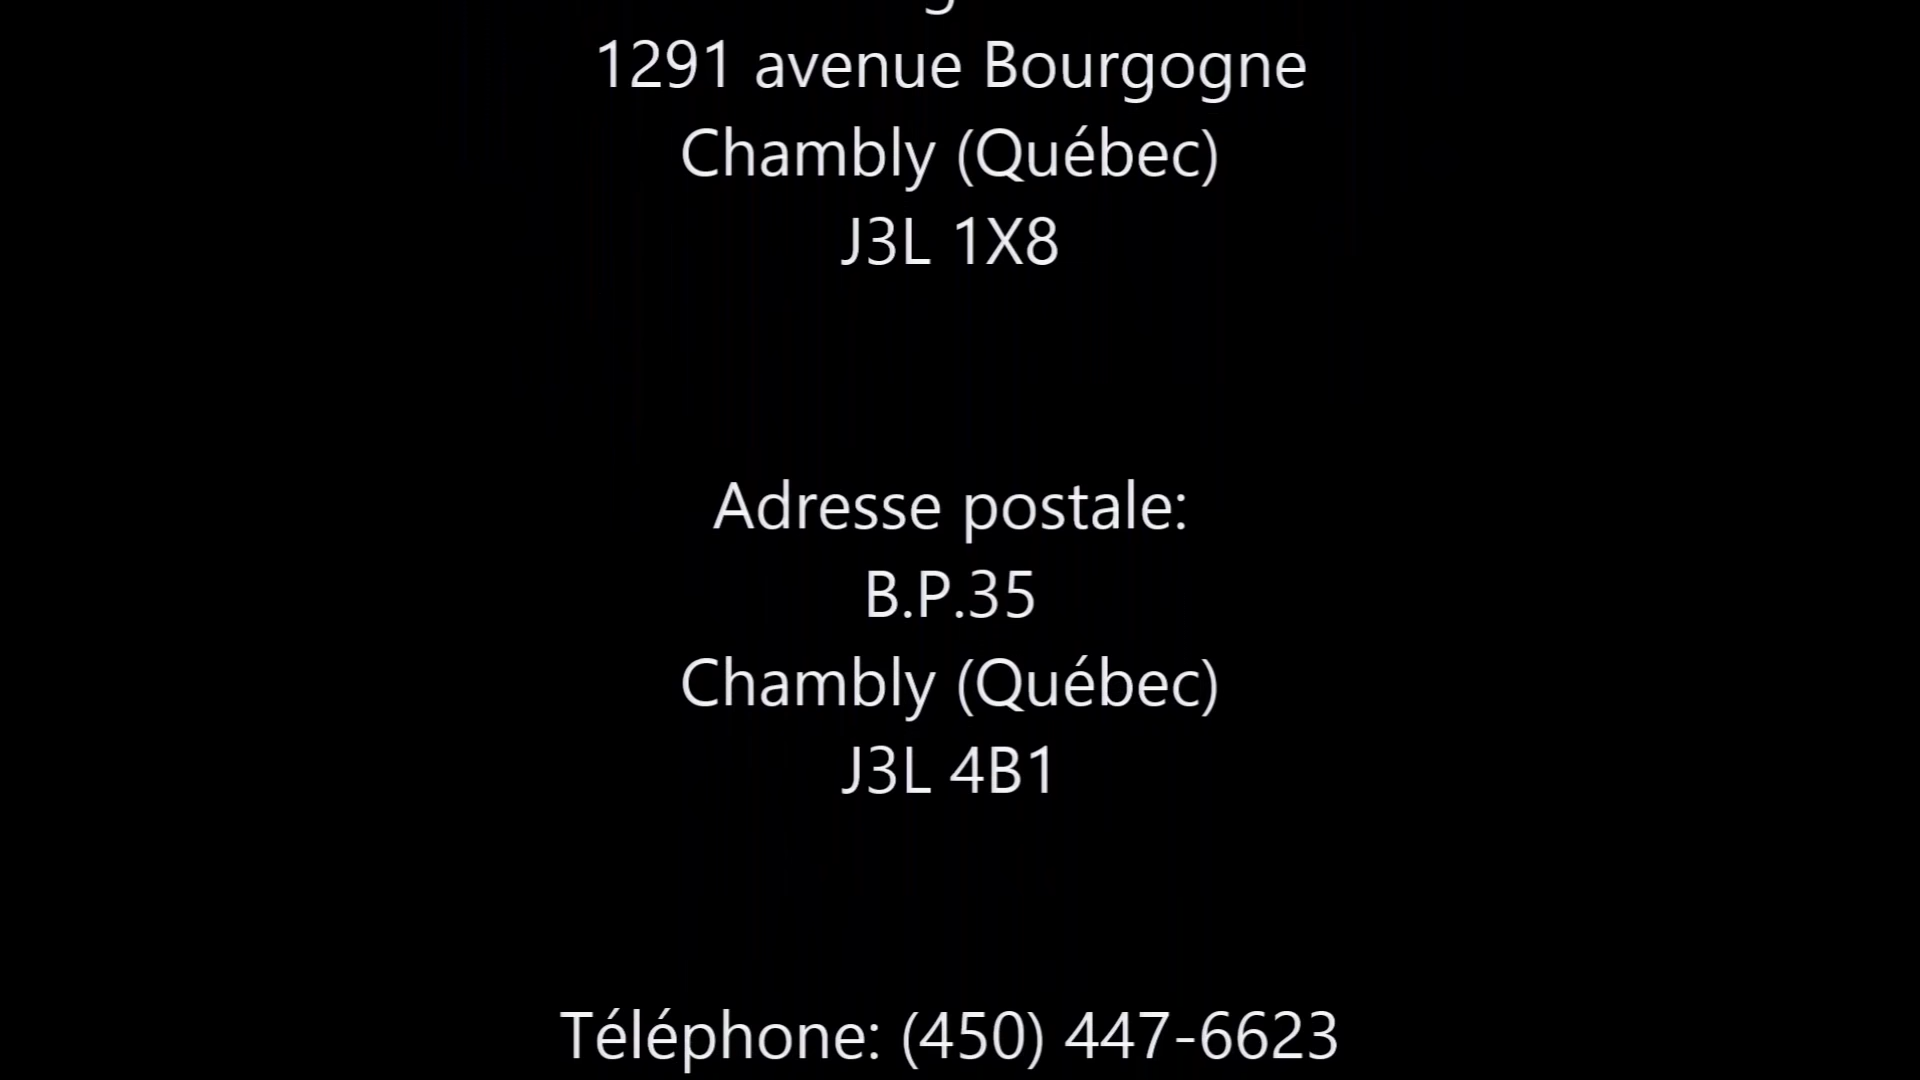 1291 avenue Bourgogne
Chambly (Québec)
J3L 1X8
Adresse postale:
B.P.35
Chambly (Québec)
J3L 4B1
Téléphone: (450) 447-6623